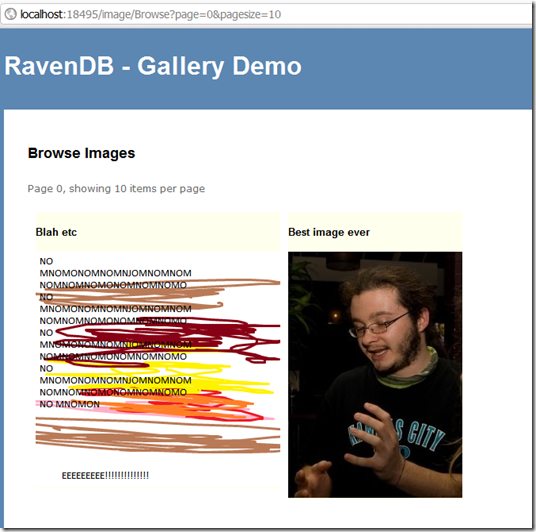 localhost:18495/image/Browse?page=0&pagesize=10
RavenDB - Gallery Demo
Browse Images
Page 0, showing 10 items per page
Blah etc
NO
MNOMONOMNOMNJOMNOMNOM
NOMNOMNOMONOMNOMNOMO
NO
MNOMONOMNOMNJOMNOMNOM
NOMNOMNOMONOMNOMNOMO
NO
MNOMONOMNOMNJOMNOMNOM
NOMNOMNOMONOMNOMNOMO
NO
MNOMONOMNOMNJOMNOMNOM
NOMNOMNOMONOMNOMNOMO
NO MNOMON
EEEEEEEEE!!!!!!!!!!!!!!
Best image ever
KANSAS CITY